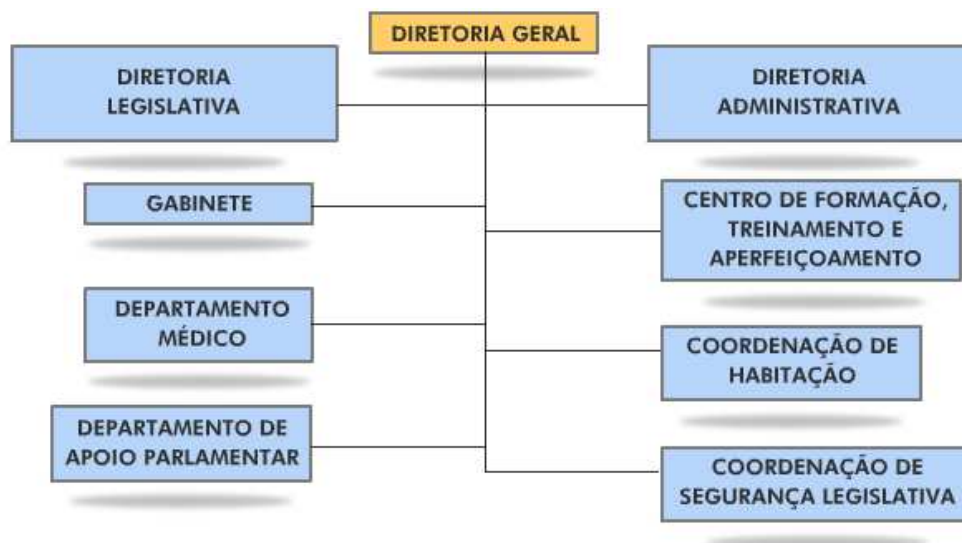 DIRETORIA GERAL
DIRETORIA
LEGISLATIVA
DIRETORIA
ADMINISTRATIVA
GABINETE
CENTRO DE FORMAÇÃO,
TREINAMENTO E
APERFEIÇOAMENTO
DEPARTAMENTO
MÉDICO
COORDENAÇÃO DE
HABITAÇÃO
DEPARTAMENTO DE
APOIO PARLAMENTAR
COORDENAÇÃO DE
SEGURANÇA LEGISLATIVA